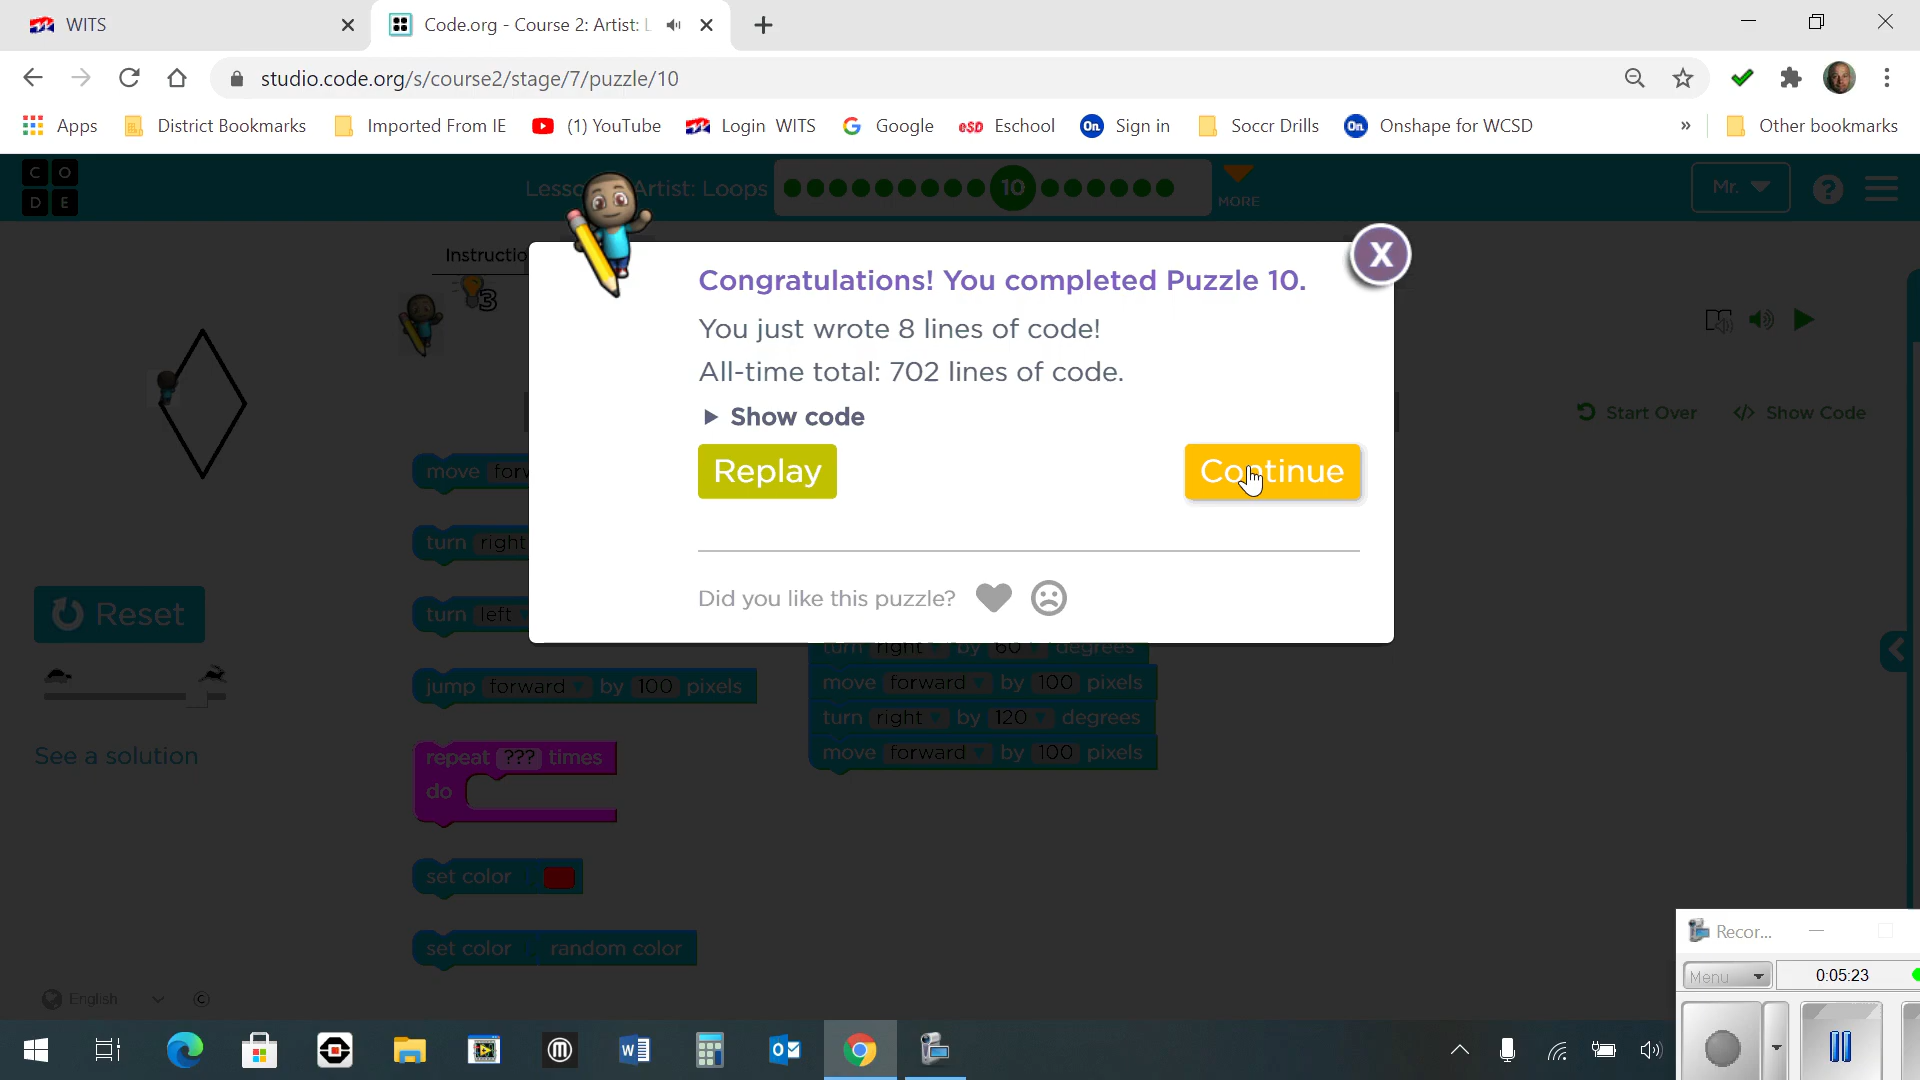 WITS
Code.org - Course 2: Artist: L
studio.code.org/s/course2/stage/7/puzzle/10
Apps
District Bookmarks
Imported From IE
(1) YouTube
Login WITS
Google
eSD Eschool
On Sign in
Soccr Drills
On Onshape for WCSD
»
Other bookmarks
C O
D E
Lesso
Artist: Loops
10
MORE
Mr.
?
Instructio
3
X
Congratulations! You completed Puzzle 10.
You just wrote 8 lines of code!
All-time total: 702 lines of code.
Show code
Replay
Continue
Did you like this puzzle?
Start Over
</> Show Code
move forw
turn right
turn left
jump forward by 100 pixels
repeat ??? times
do
set color
set color random color
turn right by 60 degrees
move forward by 100 pixels
turn right by 120 degrees
move forward by 100 pixels
Reset
See a solution
English
©
Recor...
Menu
0:05:23